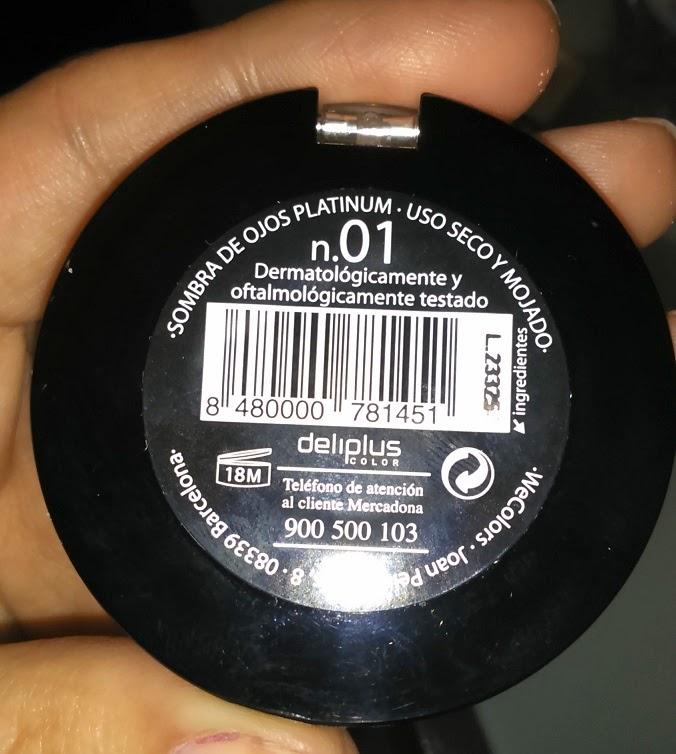 ·SOMBRA DE OJOS PLATINUM · USO SECO Y MOJADO·
n.01
Dermatológicamente y
oftalmológicamente testado
8 480000 781451
ingredientes
deliplus
COLOR
18M
Teléfono de atención
al cliente Mercadona
900 500 103
·WeColors · Joan
8 · 08339 Barcelona·